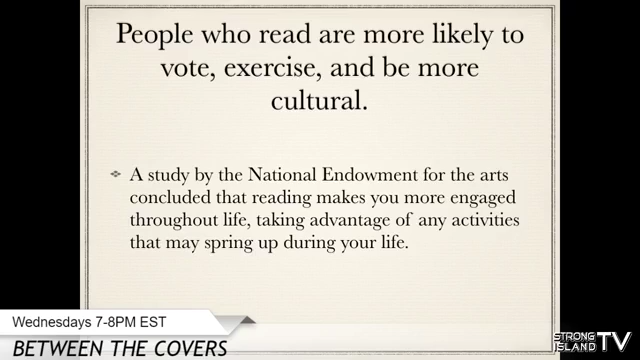 People who read are more likely to
vote, exercise, and be more
cultural.
A study by the National Endowment for the arts
concluded that reading makes you more engaged
throughout life, taking advantage of any activities
that may spring up during your life.
Wednesdays 7-8PM EST
BETWEEN THE COVERS
STRONG
ISLAND TV